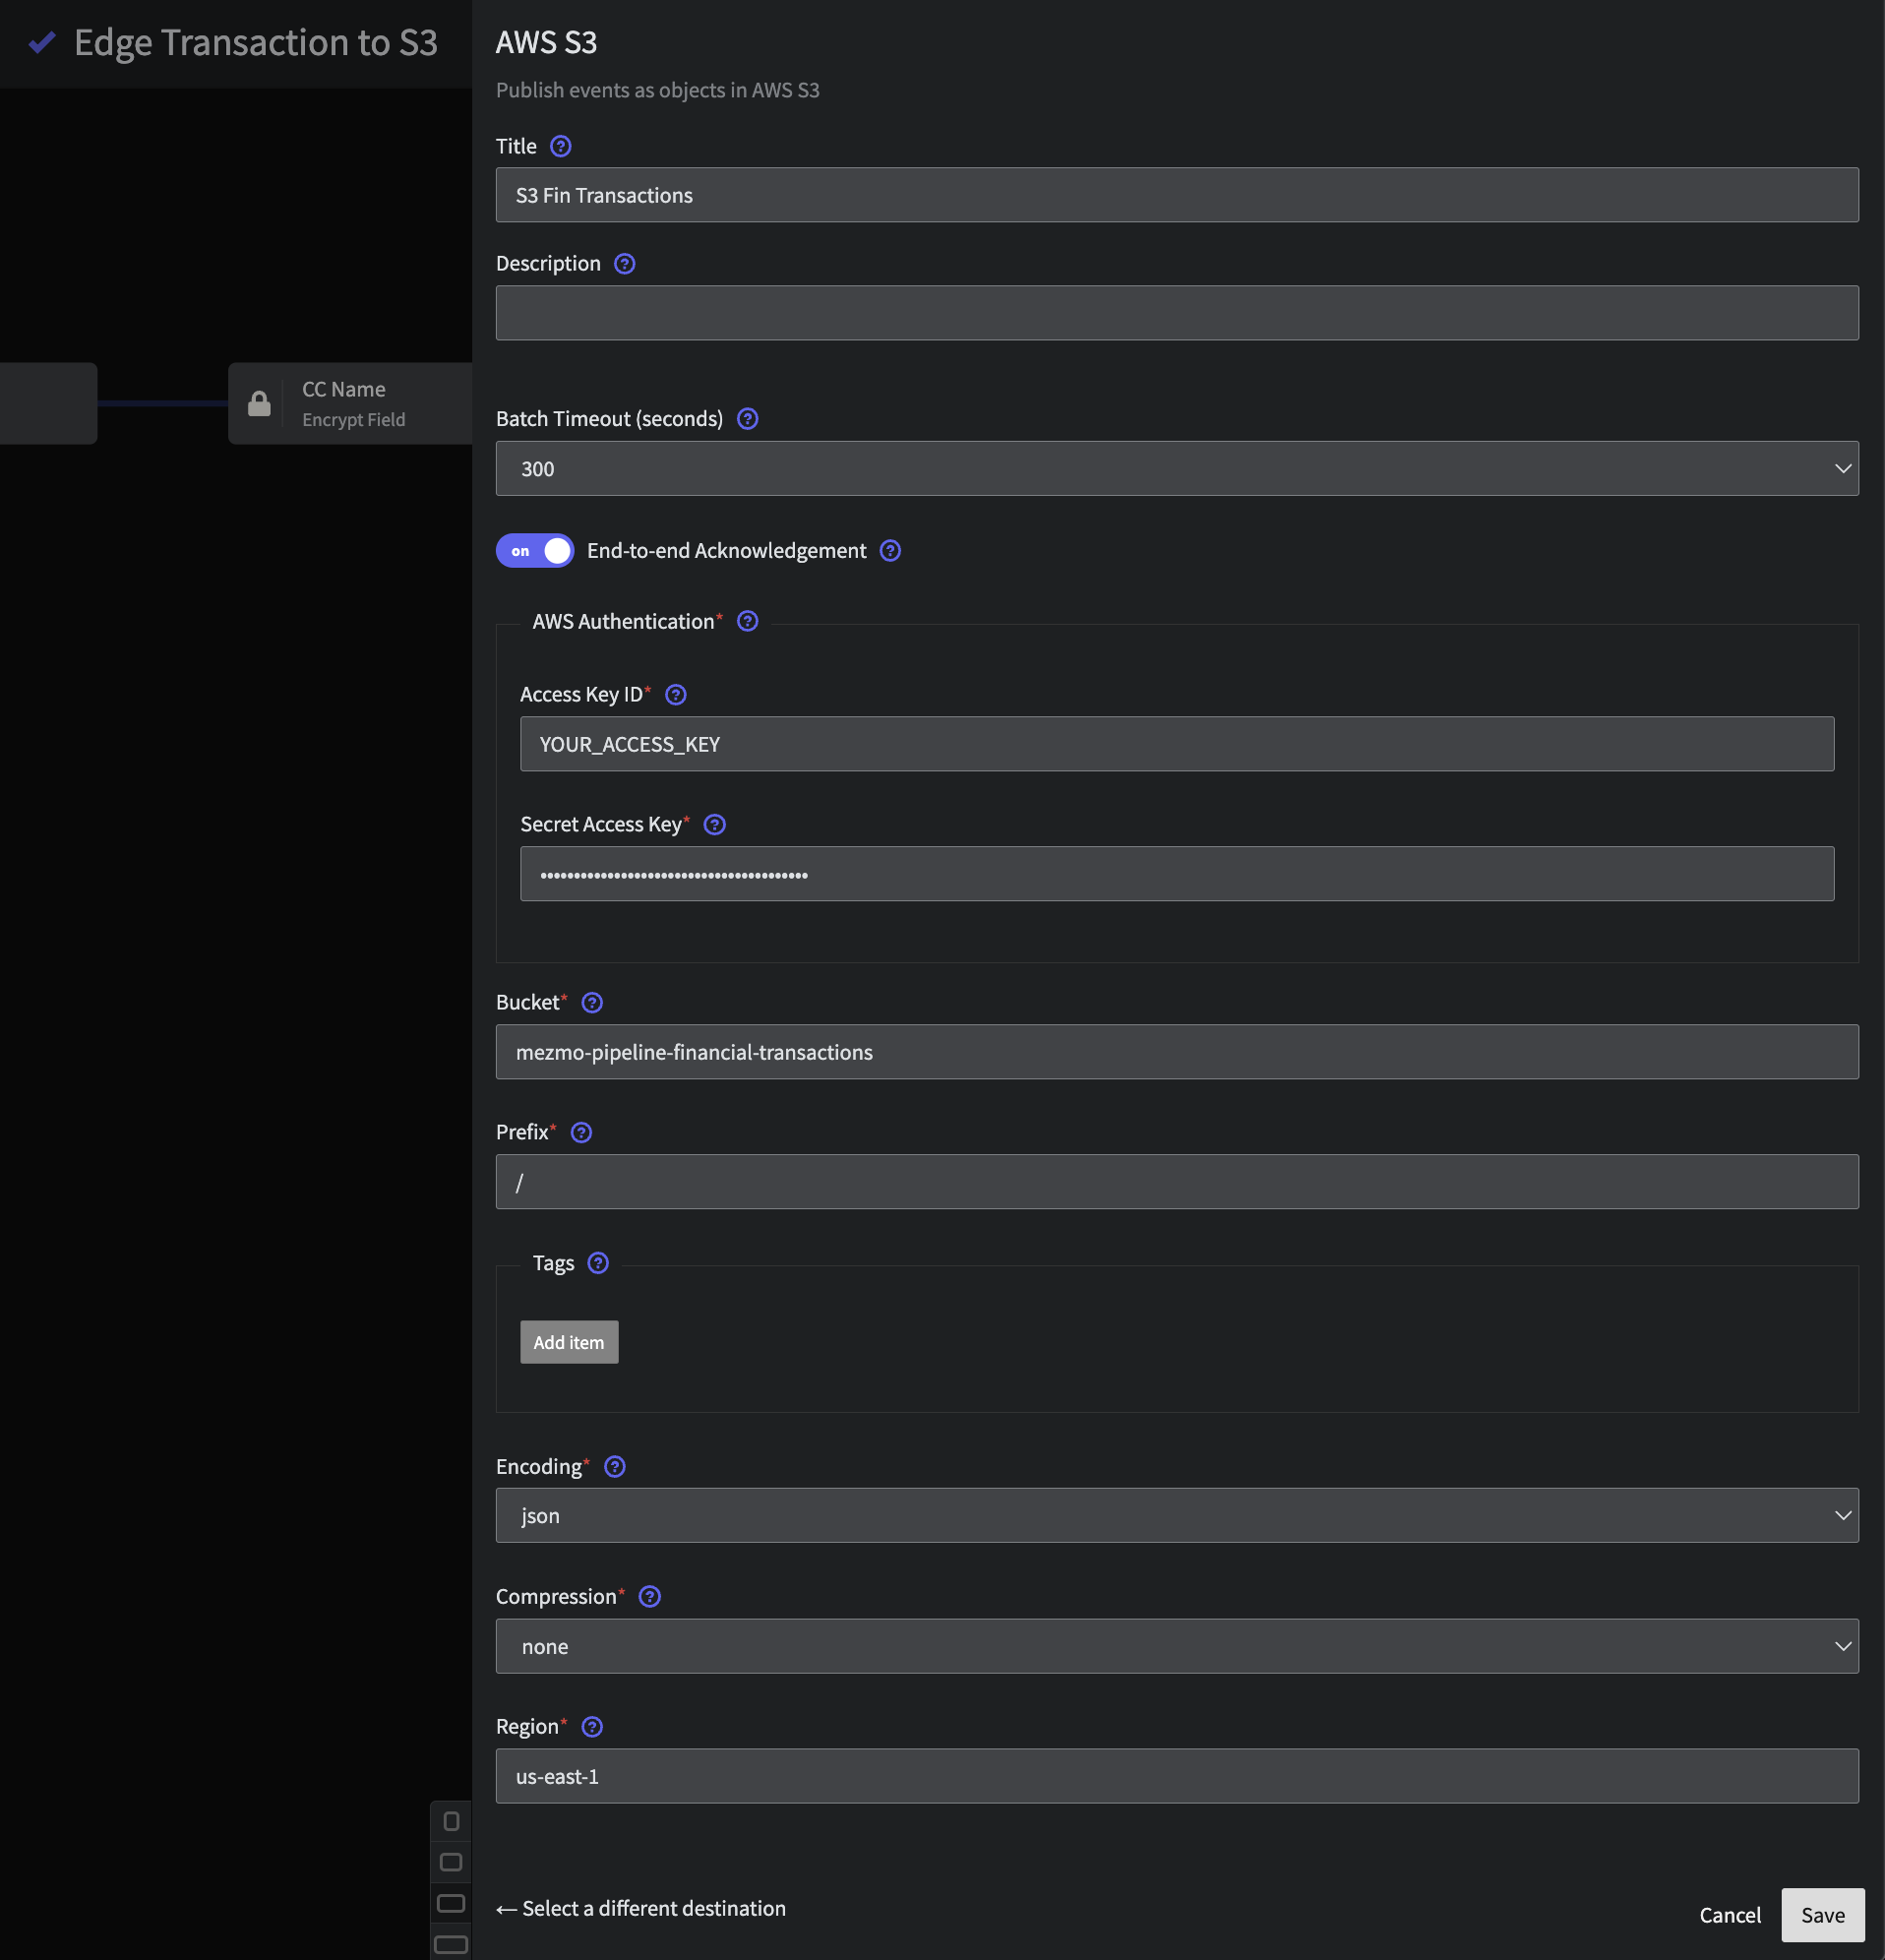 Edge Transaction to S3
CC Name
Encrypt Field
AWS S3
Publish events as objects in AWS S3
Title ?
S3 Fin Transactions
Description ?
Batch Timeout (seconds) ?
300
on End-to-end Acknowledgement ?
AWS Authentication* ?
Access Key ID* ?
YOUR_ACCESS_KEY
Secret Access Key* ?
••••••••••••••••••••••••••••••••••••••••
Bucket* ?
mezmo-pipeline-financial-transactions
Prefix* ?
/
Tags ?
Add item
Encoding* ?
json
Compression* ?
none
Region* ?
us-east-1
← Select a different destination
Cancel
Save